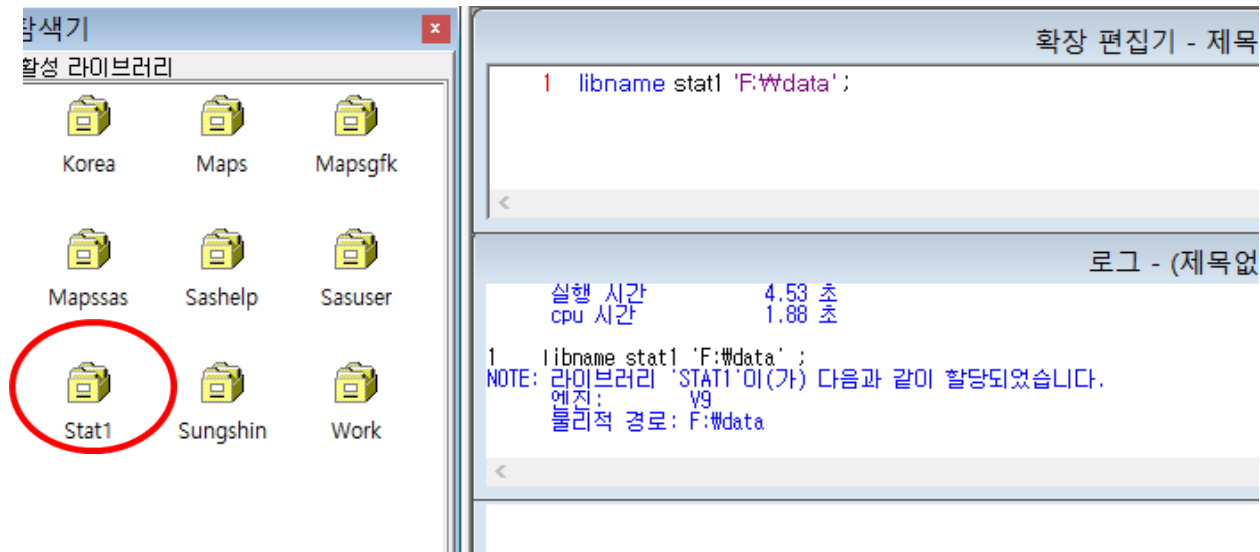 탐색기
활성 라이브러리
Korea Maps Mapsgfk
Mapssas Sashelp Sasuser
Stat1 Sungshin Work
확장 편집기 - 제목
1 libname stat1 'F:₩data';
로그 - (제목없
실행 시간 4.53 초
cpu 시간 1.88 초
1 libname stat1 'F:₩data' ;
NOTE: 라이브러리 'STAT1'이(가) 다음과 같이 할당되었습니다.
엔진: V9
물리적 경로: F:₩data